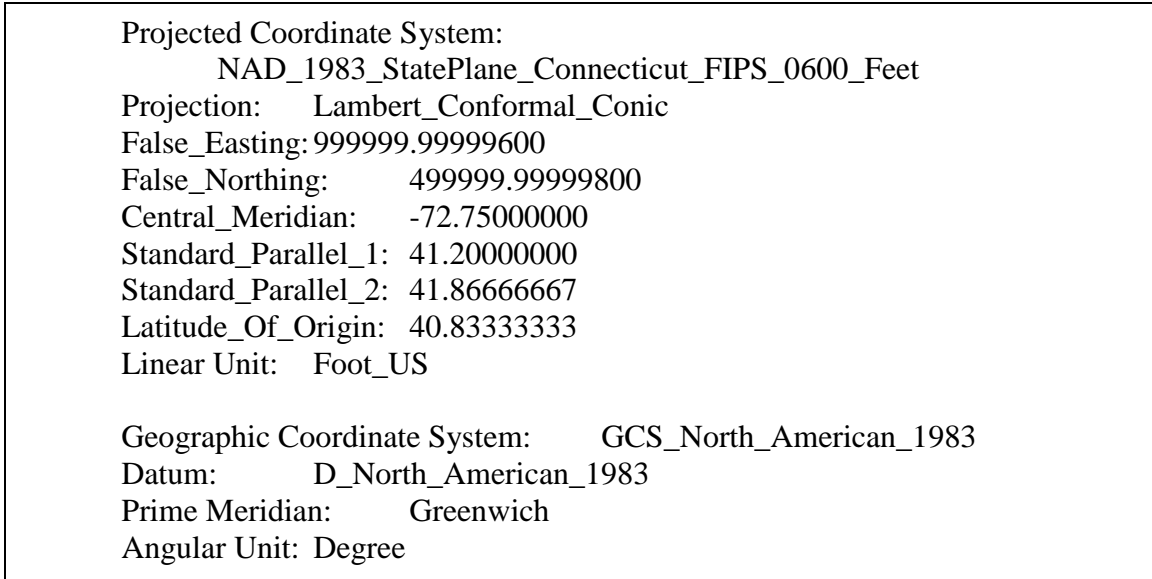 Projected Coordinate System:
NAD_1983_StatePlane_Connecticut_FIPS_0600_Feet
Projection: Lambert_Conformal_Conic
False_Easting: 999999.99999600
False_Northing: 499999.99999800
Central_Meridian: -72.75000000
Standard_Parallel_1: 41.20000000
Standard_Parallel_2: 41.86666667
Latitude_Of_Origin: 40.83333333
Linear Unit: Foot_US

Geographic Coordinate System: GCS_North_American_1983
Datum: D_North_American_1983
Prime Meridian: Greenwich
Angular Unit: Degree